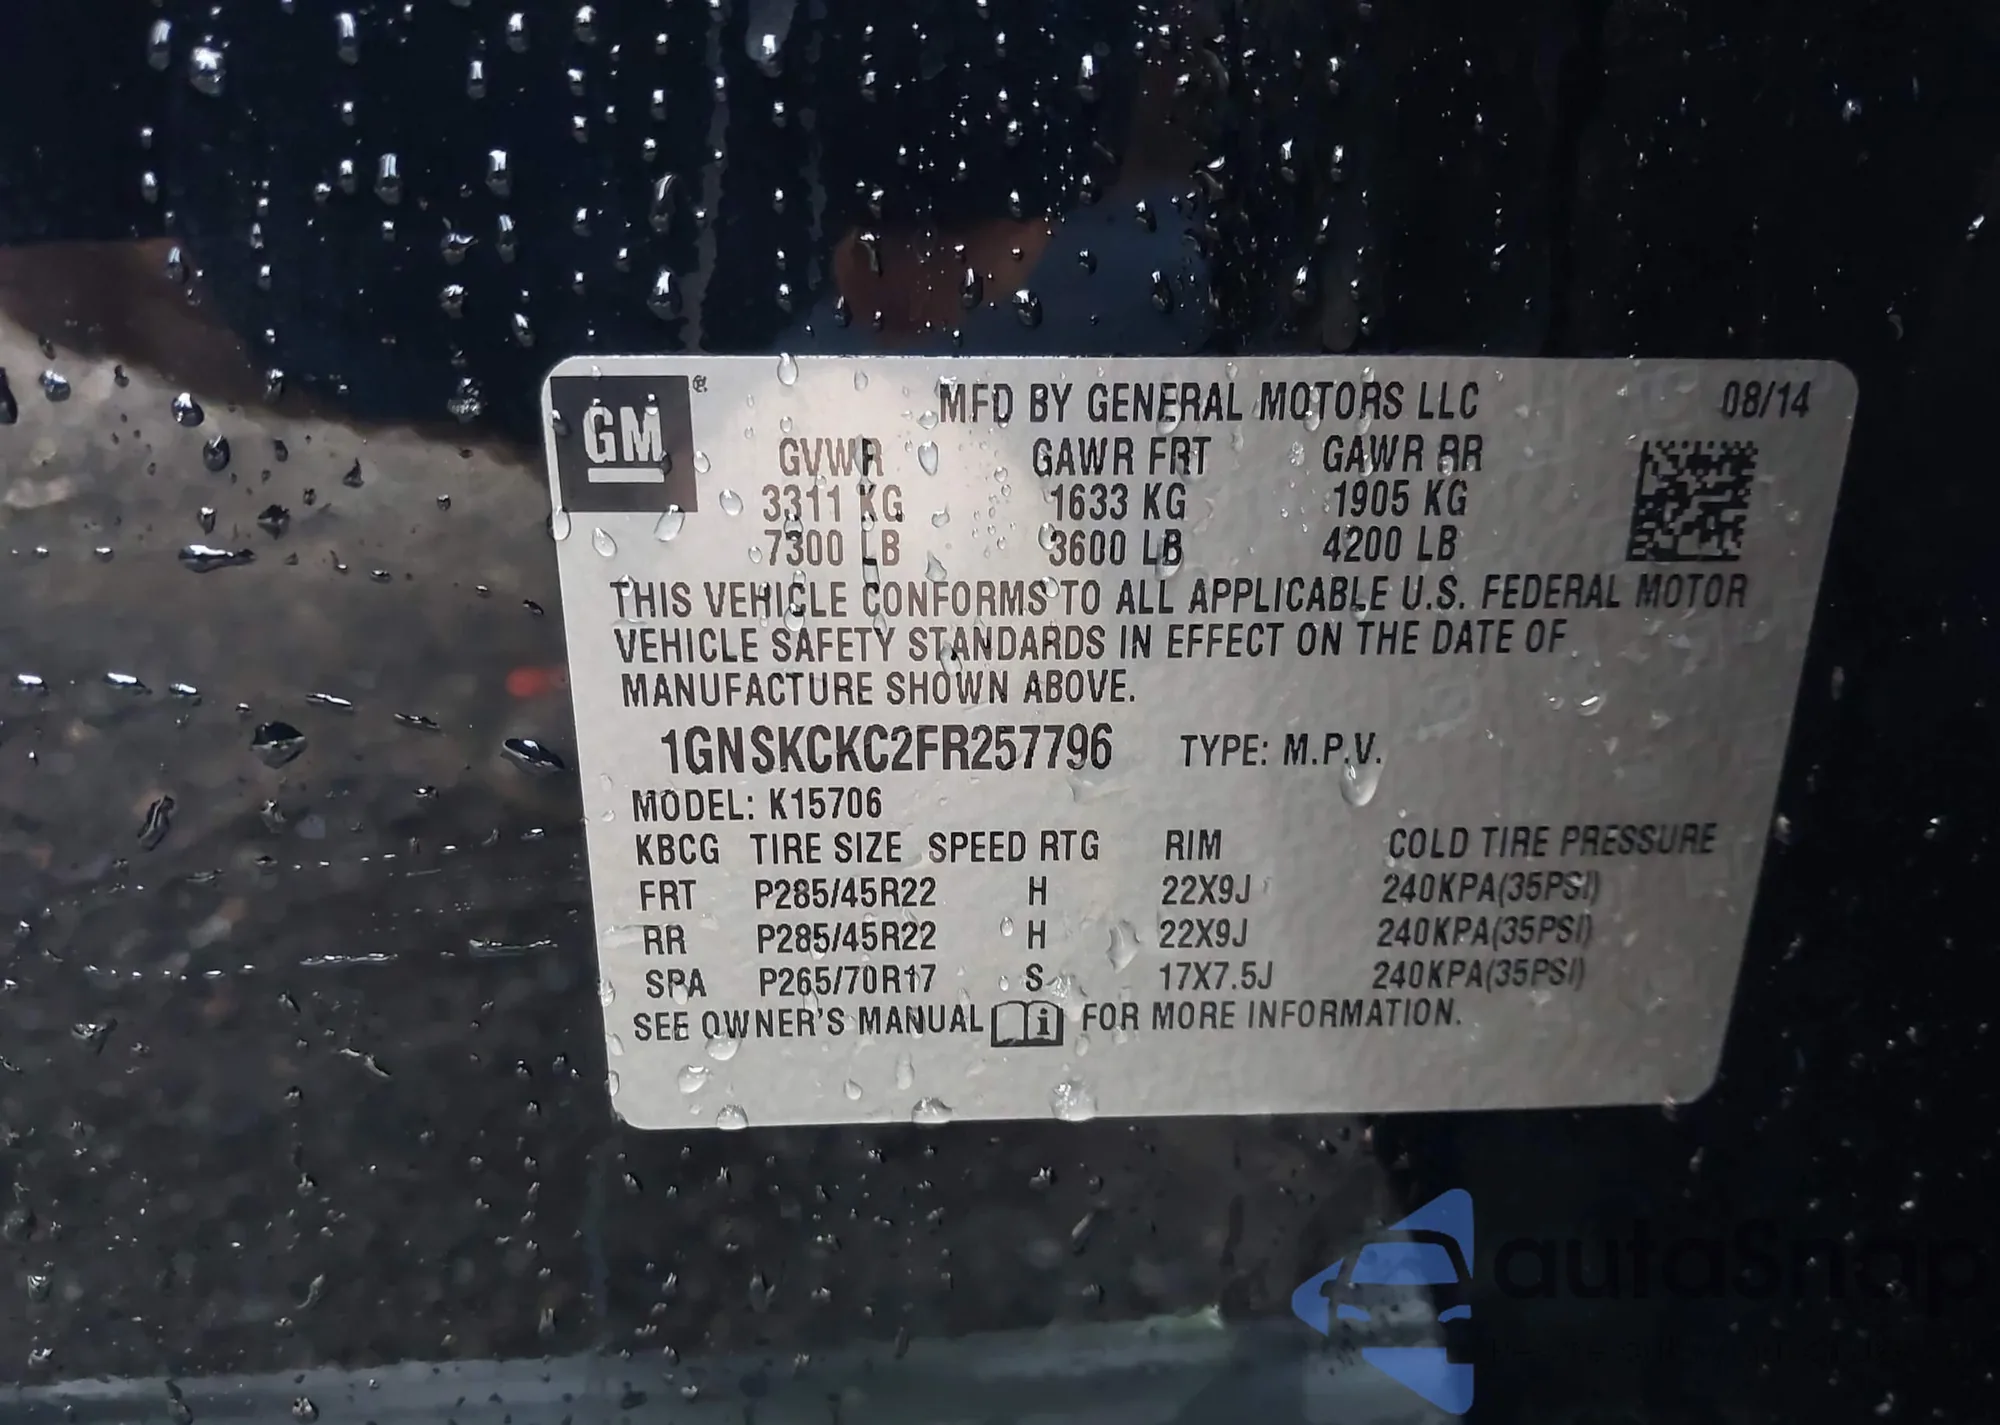 GM ®
MFD BY GENERAL MOTORS LLC 08/14
GVWR GAWR FRT GAWR RR
3311 KG 1633 KG 1905 KG
7300 LB 3600 LB 4200 LB
THIS VEHICLE CONFORMS TO ALL APPLICABLE U.S. FEDERAL MOTOR
VEHICLE SAFETY STANDARDS IN EFFECT ON THE DATE OF
MANUFACTURE SHOWN ABOVE.
1GNSKCKC2FR257796 TYPE: M.P.V.
MODEL: K15706
KBCG TIRE SIZE SPEED RTG RIM COLD TIRE PRESSURE
FRT P285/45R22 H 22X9J 240KPA(35PSI)
RR P285/45R22 H 22X9J 240KPA(35PSI)
SPA P265/70R17 S 17X7.5J 240KPA(35PSI)
SEE OWNER'S MANUAL i FOR MORE INFORMATION.
autosnap